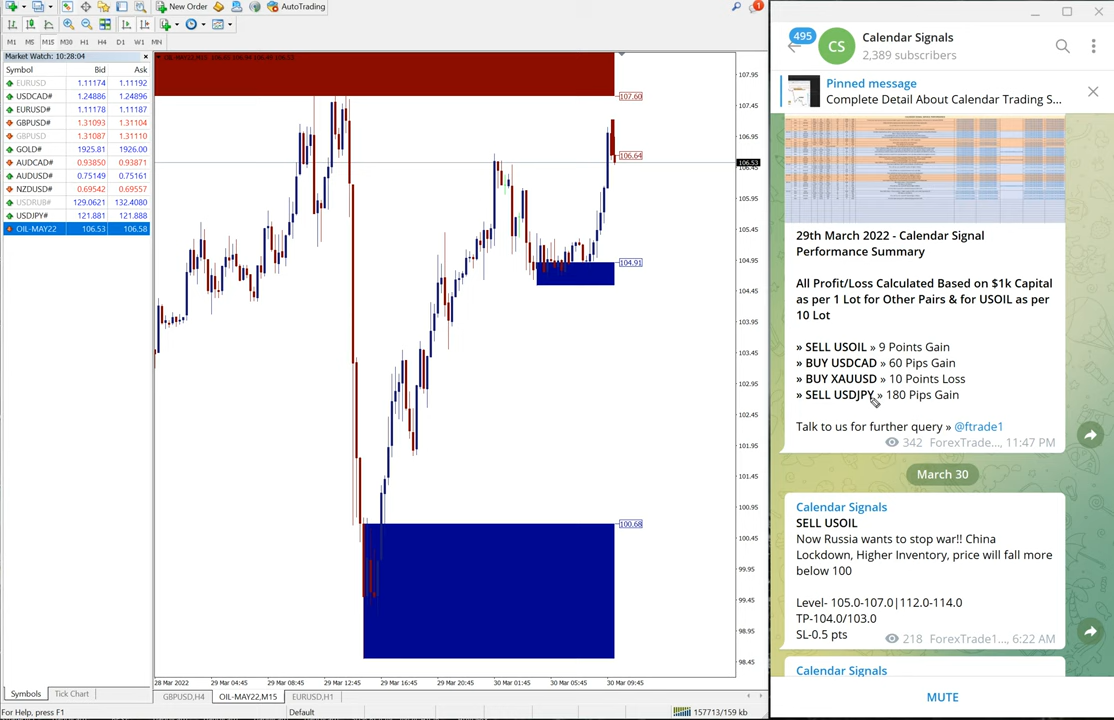 New Order
AutoTrading
1
M1 M5 M15 M30 H1 H4 D1 W1 MN
Market Watch: 10:28:04
Symbol Bid Ask
EURUSD 1.11174 1.11192
USDCAD# 1.24886 1.24896
EURUSD# 1.11178 1.11187
GBPUSD# 1.31093 1.31104
GBPUSD 1.31087 1.31110
GOLD# 1925.81 1926.00
AUDCAD# 0.93850 0.93871
AUDUSD# 0.75149 0.75161
NZDUSD# 0.69542 0.69557
USDRUB# 129.0621 132.4080
USDJPY# 121.881 121.888
OIL-MAY22 106.53 106.58
Symbols Tick Chart
For Help, press F1
107.60
106.64
104.91
100.68
107.95
107.45
106.95
106.53
106.45
105.95
105.45
104.95
104.45
103.95
103.45
102.95
102.45
101.95
101.45
100.95
100.45
99.95
99.45
98.95
98.45
28 Mar 2022 29 Mar 04:45 29 Mar 08:45 29 Mar 12:45 29 Mar 16:45 29 Mar 20:45 30 Mar 01:45 30 Mar 05:45 30 Mar 09:45
GBPUSD,H4 OIL-MAY22,M15 EURUSD,H1
Default
157713/159 kb
495
CS
Calendar Signals
2,389 subscribers
Pinned message
Complete Detail About Calendar Trading S...
29th March 2022 - Calendar Signal
Performance Summary
All Profit/Loss Calculated Based on $1k Capital
as per 1 Lot for Other Pairs & for USOIL as per
10 Lot
» SELL USOIL » 9 Points Gain
» BUY USDCAD » 60 Pips Gain
» BUY XAUUSD » 10 Points Loss
» SELL USDJPY » 180 Pips Gain
Talk to us for further query » @ftrade1
342 ForexTrade..., 11:47 PM
March 30
Calendar Signals
SELL USOIL
Now Russia wants to stop war!! China
Lockdown, Higher Inventory, price will fall more
below 100
Level- 105.0-107.0|112.0-114.0
TP-104.0/103.0
SL-0.5 pts
218 ForexTrade1..., 6:22 AM
Calendar Signals
MUTE